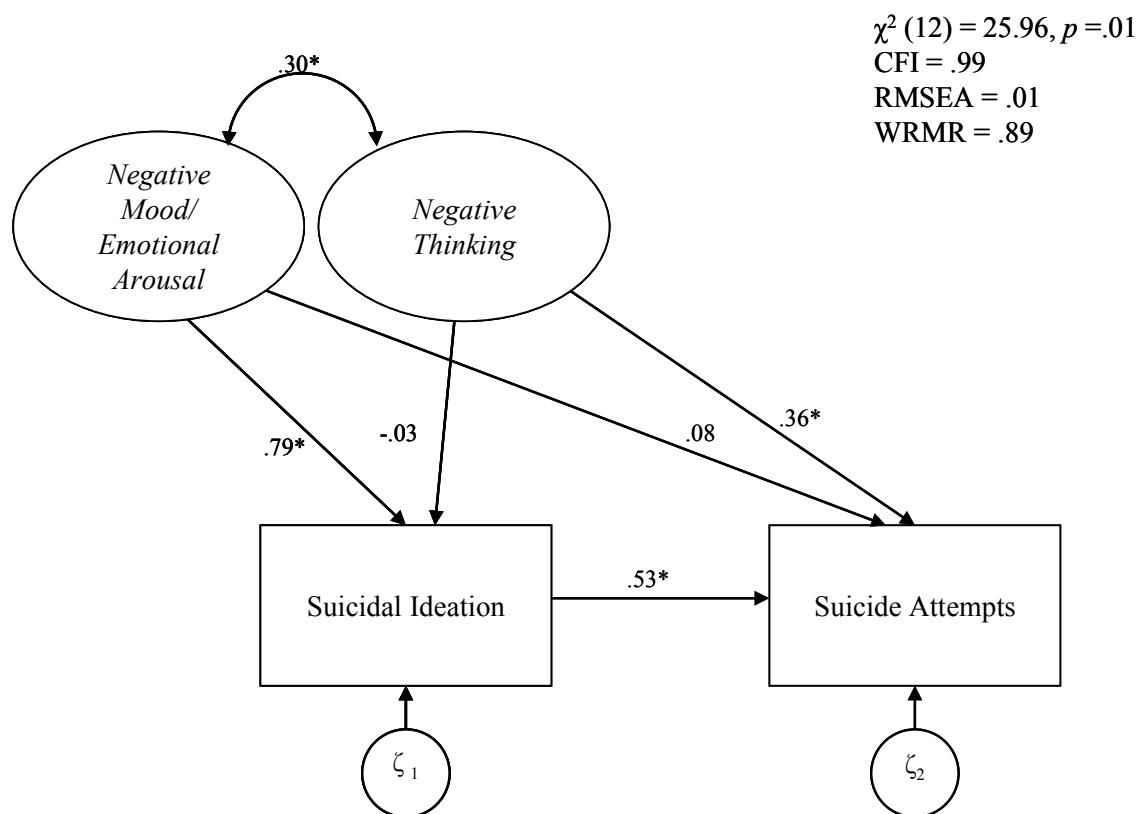 χ² (12) = 25.96, p =.01
CFI = .99
RMSEA = .01
WRMR = .89
.30*
Negative
Mood/
Emotional
Arousal
Negative
Thinking
.79*
-.03
.08
.36*
Suicidal Ideation
.53*
Suicide Attempts
ζ 1
ζ2